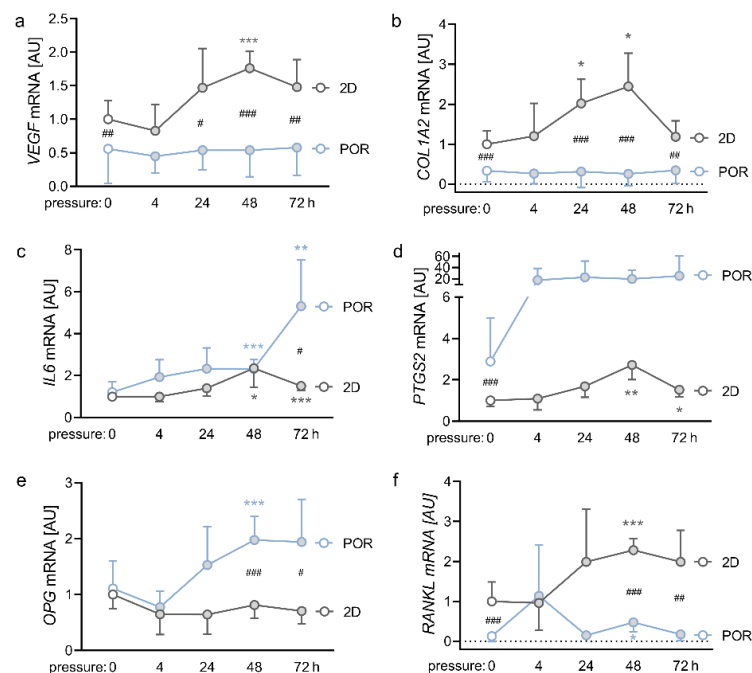 a
VEGF mRNA [AU]
2.5
2.0
1.5
1.0
0.5
0.0
***
2D
##
#
###
##
POR
pressure: 0 4 24 48 72 h
b
COL1A2 mRNA [AU]
4
3
2
1
0
*
*
2D
###
###
###
##
POR
pressure: 0 4 24 48 72 h
c
IL6 mRNA [AU]
8
6
4
2
0
**
POR
***
#
2D
*
***
pressure: 0 4 24 48 72 h
d
PTGS2 mRNA [AU]
60
40
20
6
4
2
0
POR
###
2D
**
*
pressure: 0 4 24 48 72 h
e
OPG mRNA [AU]
3
2
1
0
***
POR
###
#
2D
pressure: 0 4 24 48 72 h
f
RANKL mRNA [AU]
4
3
2
1
0
***
2D
###
###
##
*
POR
pressure: 0 4 24 48 72 h